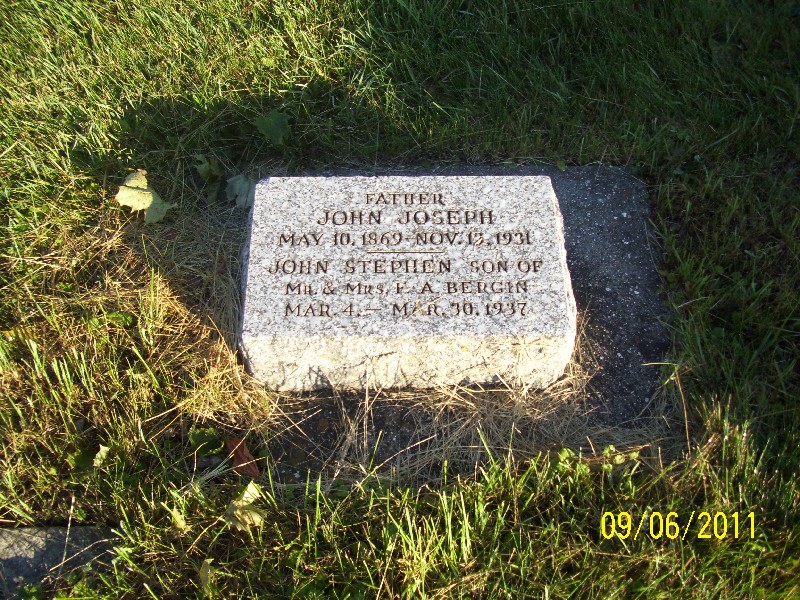 FATHER
JOHN JOSEPH
MAY 10, 1869-NOV. 13, 1931
JOHN STEPHEN SON OF
MR. & MRS. F. A. BERGIN
MAR. 4.—MAR. 30, 1937
09/06/2011